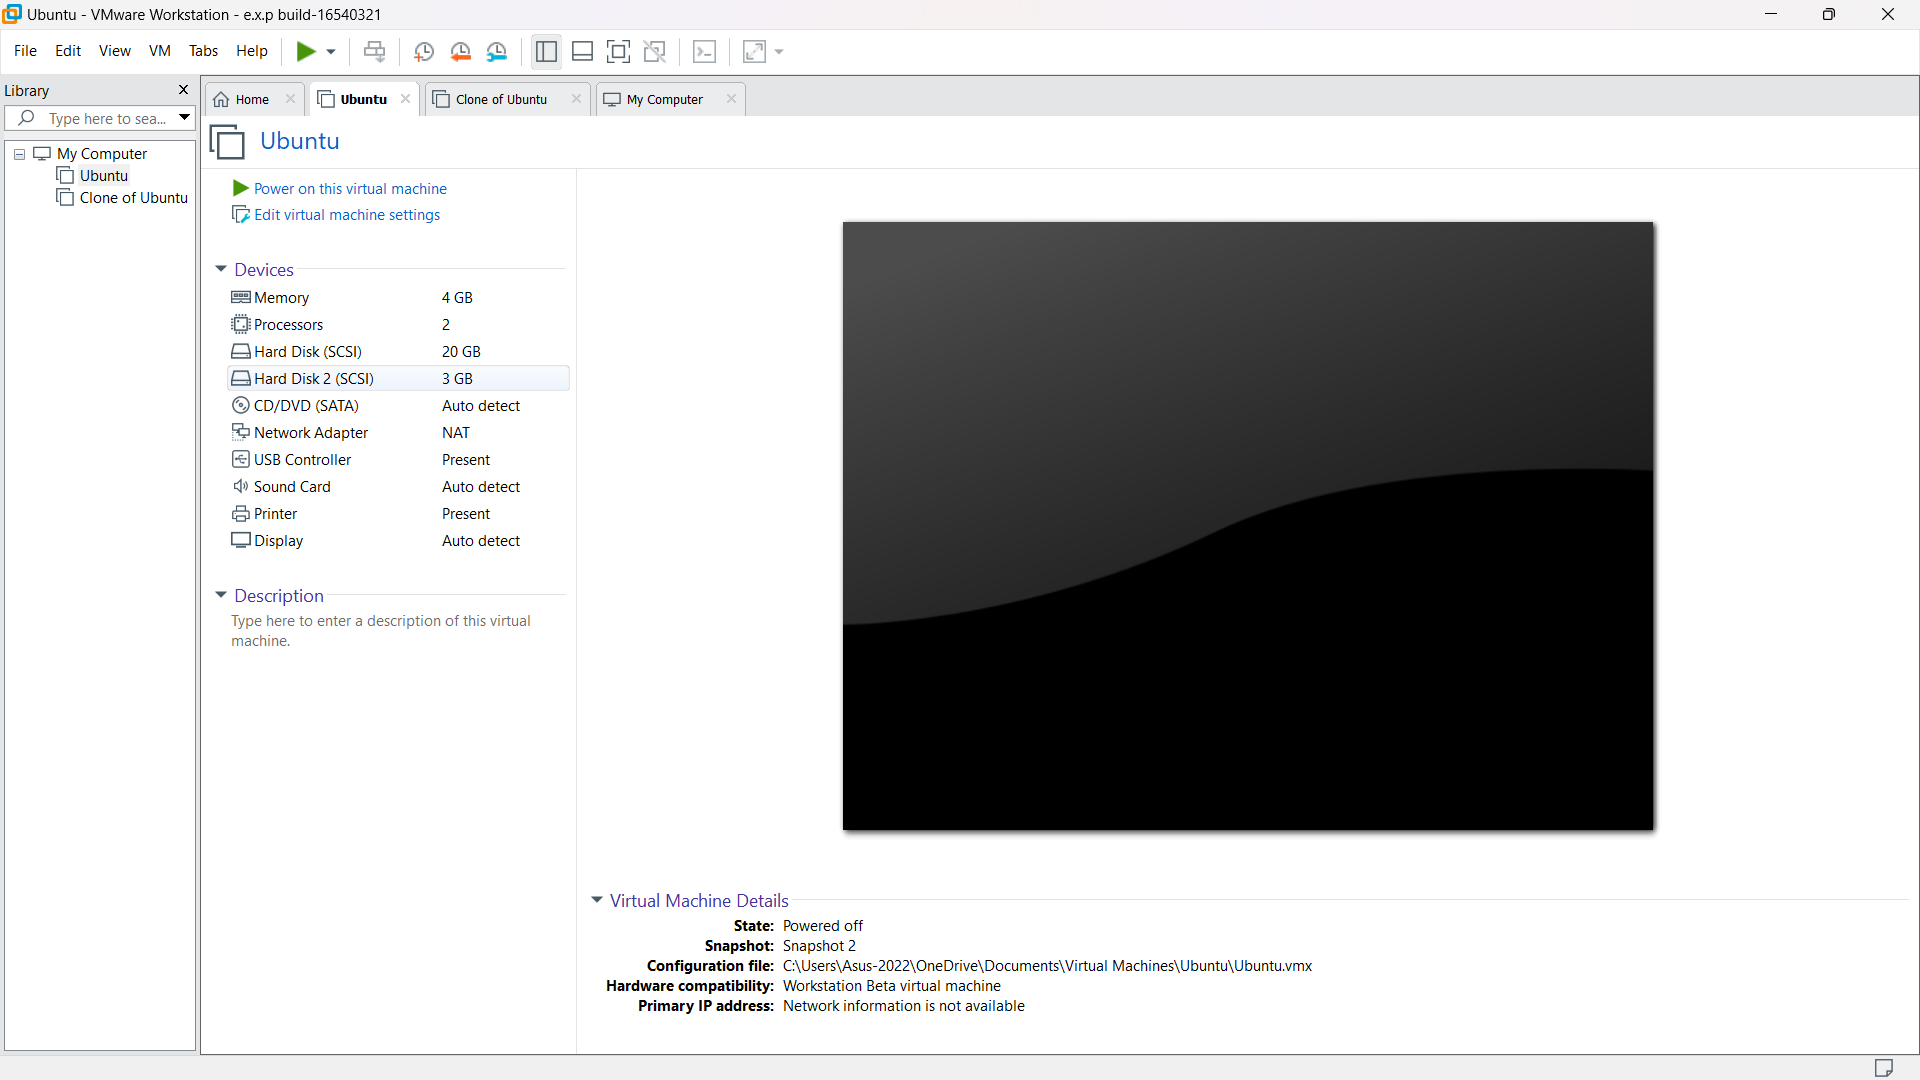 Ubuntu - VMware Workstation - e.x.p build-16540321
File Edit View VM Tabs Help
Library
Type here to sea...
My Computer
Ubuntu
Clone of Ubuntu
Home Ubuntu Clone of Ubuntu My Computer
Ubuntu
Power on this virtual machine
Edit virtual machine settings
Devices
Memory 4 GB
Processors 2
Hard Disk (SCSI) 20 GB
Hard Disk 2 (SCSI) 3 GB
CD/DVD (SATA) Auto detect
Network Adapter NAT
USB Controller Present
Sound Card Auto detect
Printer Present
Display Auto detect
Description
Type here to enter a description of this virtual
machine.
Virtual Machine Details
State: Powered off
Snapshot: Snapshot 2
Configuration file: C:\Users\Asus-2022\OneDrive\Documents\Virtual Machines\Ubuntu\Ubuntu.vmx
Hardware compatibility: Workstation Beta virtual machine
Primary IP address: Network information is not available